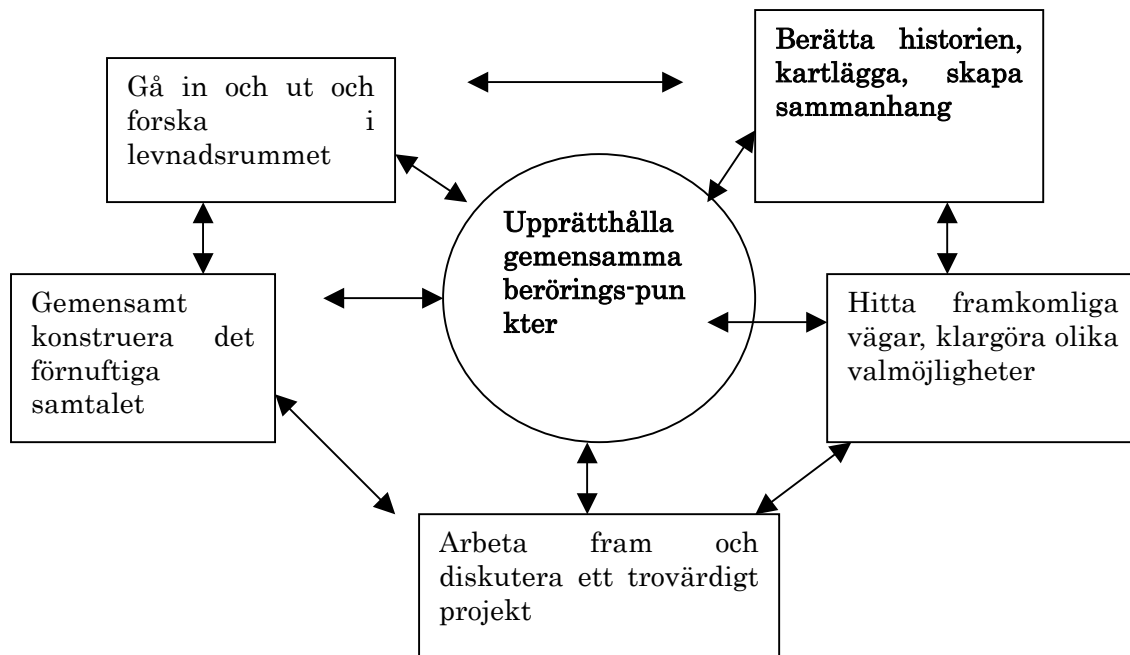 Gå in och ut och
forska i
levnadsrummet
Berätta historien,
kartlägga, skapa
sammanhang
Upprätthålla
gemensamma
berörings-pun
kter
Gemensamt
konstruera det
förnuftiga
samtalet
Hitta framkomliga
vägar, klargöra olika
valmöjligheter
Arbeta fram och
diskutera ett trovärdigt
projekt